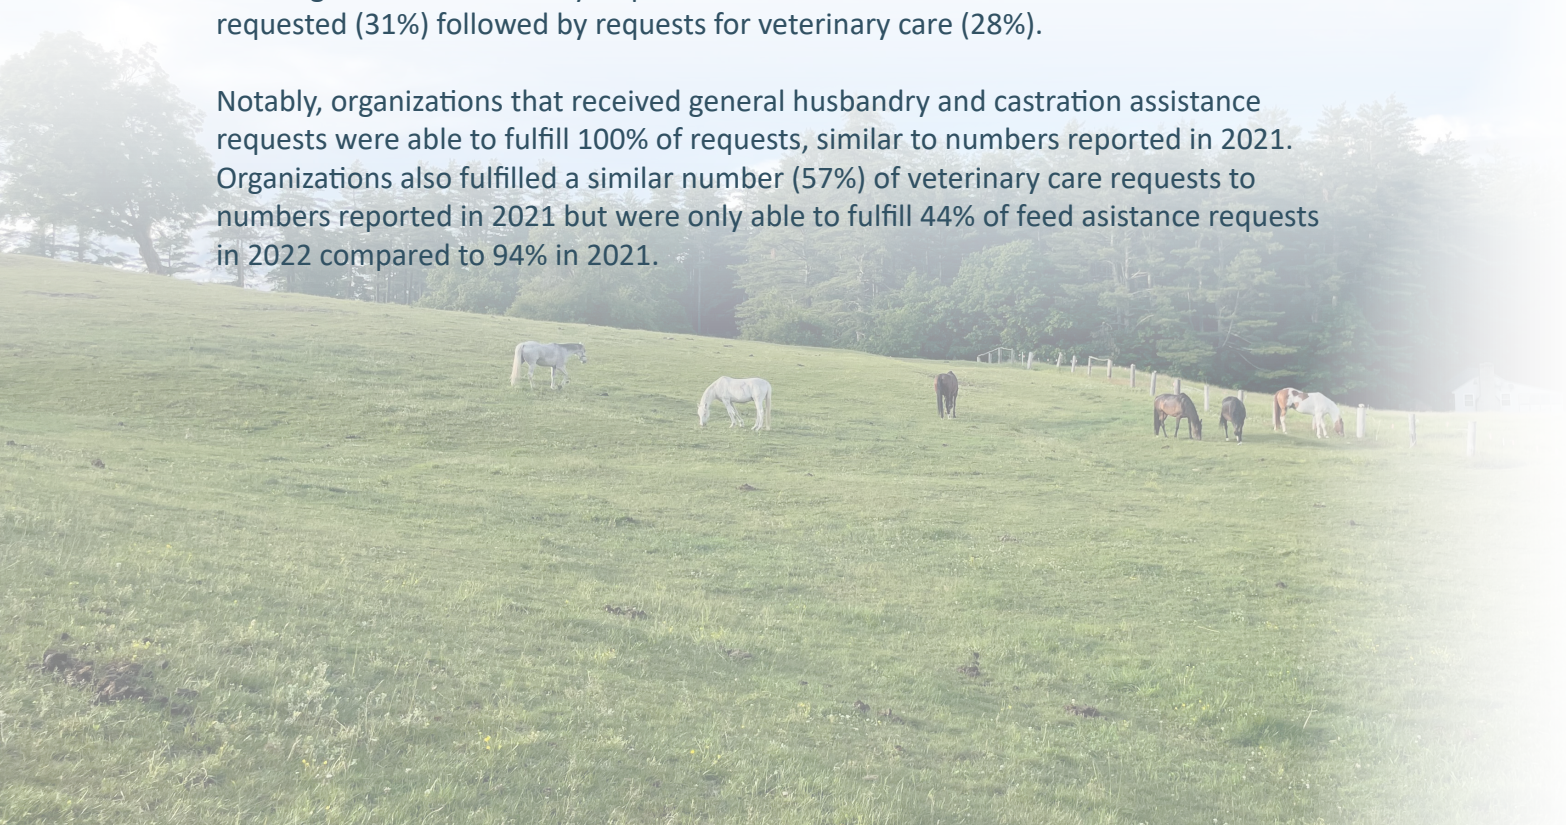 requested (31%) followed by requests for veterinary care (28%).
Notably, organizations that received general husbandry and castration assistance
requests were able to fulfill 100% of requests, similar to numbers reported in 2021.
Organizations also fulfilled a similar number (57%) of veterinary care requests to
numbers reported in 2021 but were only able to fulfill 44% of feed asistance requests
in 2022 compared to 94% in 2021.